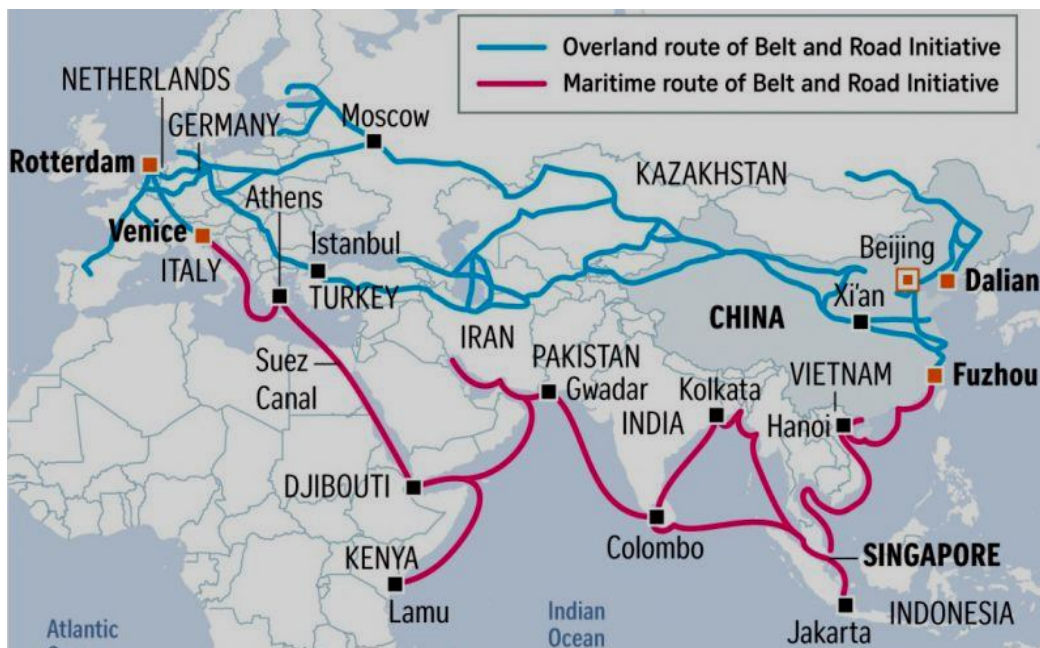 Overland route of Belt and Road Initiative
Maritime route of Belt and Road Initiative
NETHERLANDS
GERMANY
Moscow
Rotterdam
KAZAKHSTAN
Athens
Venice
Istanbul
Beijing
ITALY
TURKEY
Dalian
Xi'an
CHINA
IRAN
Suez
Canal
PAKISTAN
Gwadar
Kolkata
VIETNAM
Fuzhou
INDIA
Hanoi
DJIBOUTI
Colombo
SINGAPORE
KENYA
Lamu
Indian
Ocean
INDONESIA
Jakarta
Atlantic